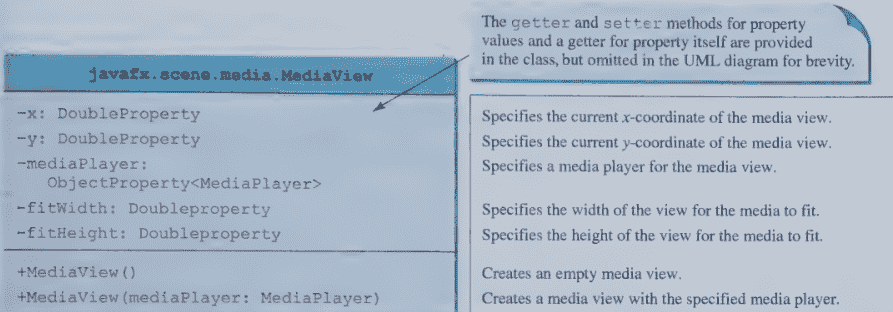 The getter and setter methods for property
values and a getter for property itself are provided
in the class, but omitted in the UML diagram for brevity.
javafx.scene.media.MediaView
-x: DoubleProperty
Specifies the current x-coordinate of the media view.
-y: DoubleProperty
Specifies the current y-coordinate of the media view.
-mediaPlayer:
Specifies a media player for the media view.
ObjectProperty<MediaPlayer>
-fitWidth: Doubleproperty
Specifies the width of the view for the media to fit.
-fitHeight: Doubleproperty
Specifies the height of the view for the media to fit.
+MediaView()
Creates an empty media view.
+MediaView(mediaPlayer: MediaPlayer)
Creates a media view with the specified media player.